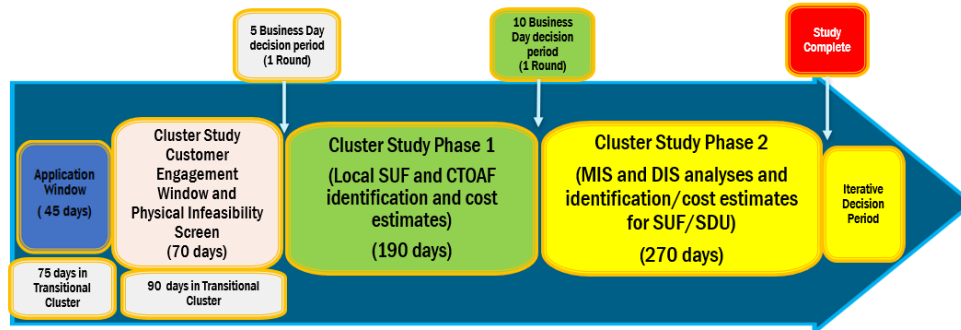 5 Business Day
decision period
(1 Round)
10 Business
Day decision
period
(1 Round)
Study
Complete
Application
Window
( 45 days)
Cluster Study
Customer
Engagement
Window and
Physical Infeasibility
Screen
(70 days)
Cluster Study Phase 1
(Local SUF and CTOAF
identification and cost
estimates)
(190 days)
Cluster Study Phase 2
(MIS and DIS analyses and
identification/cost estimates
for SUF/SDU)
(270 days)
Iterative
Decision
Period
75 days in
Transitional
Cluster
90 days in Transitional
Cluster